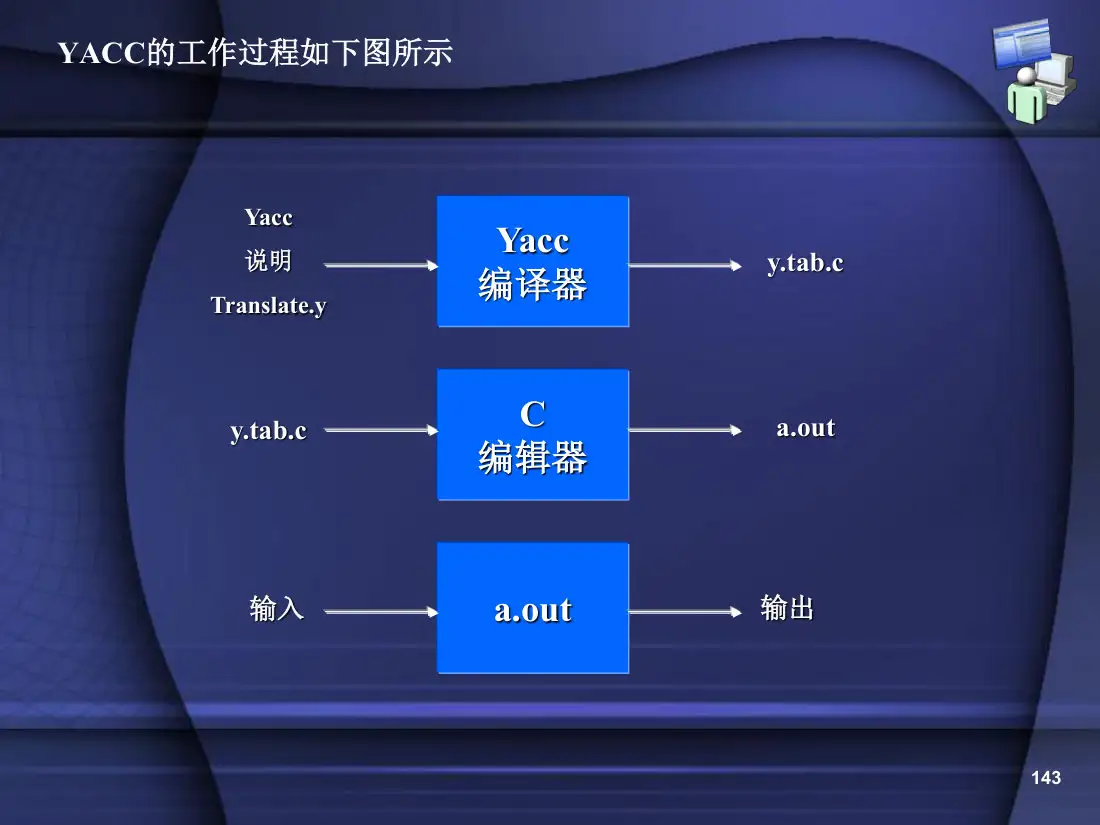 YACC的工作过程如下图所示
Yacc
说明
Translate.y
Yacc
编译器
y.tab.c
y.tab.c
C
编辑器
a.out
输入
a.out
输出
143